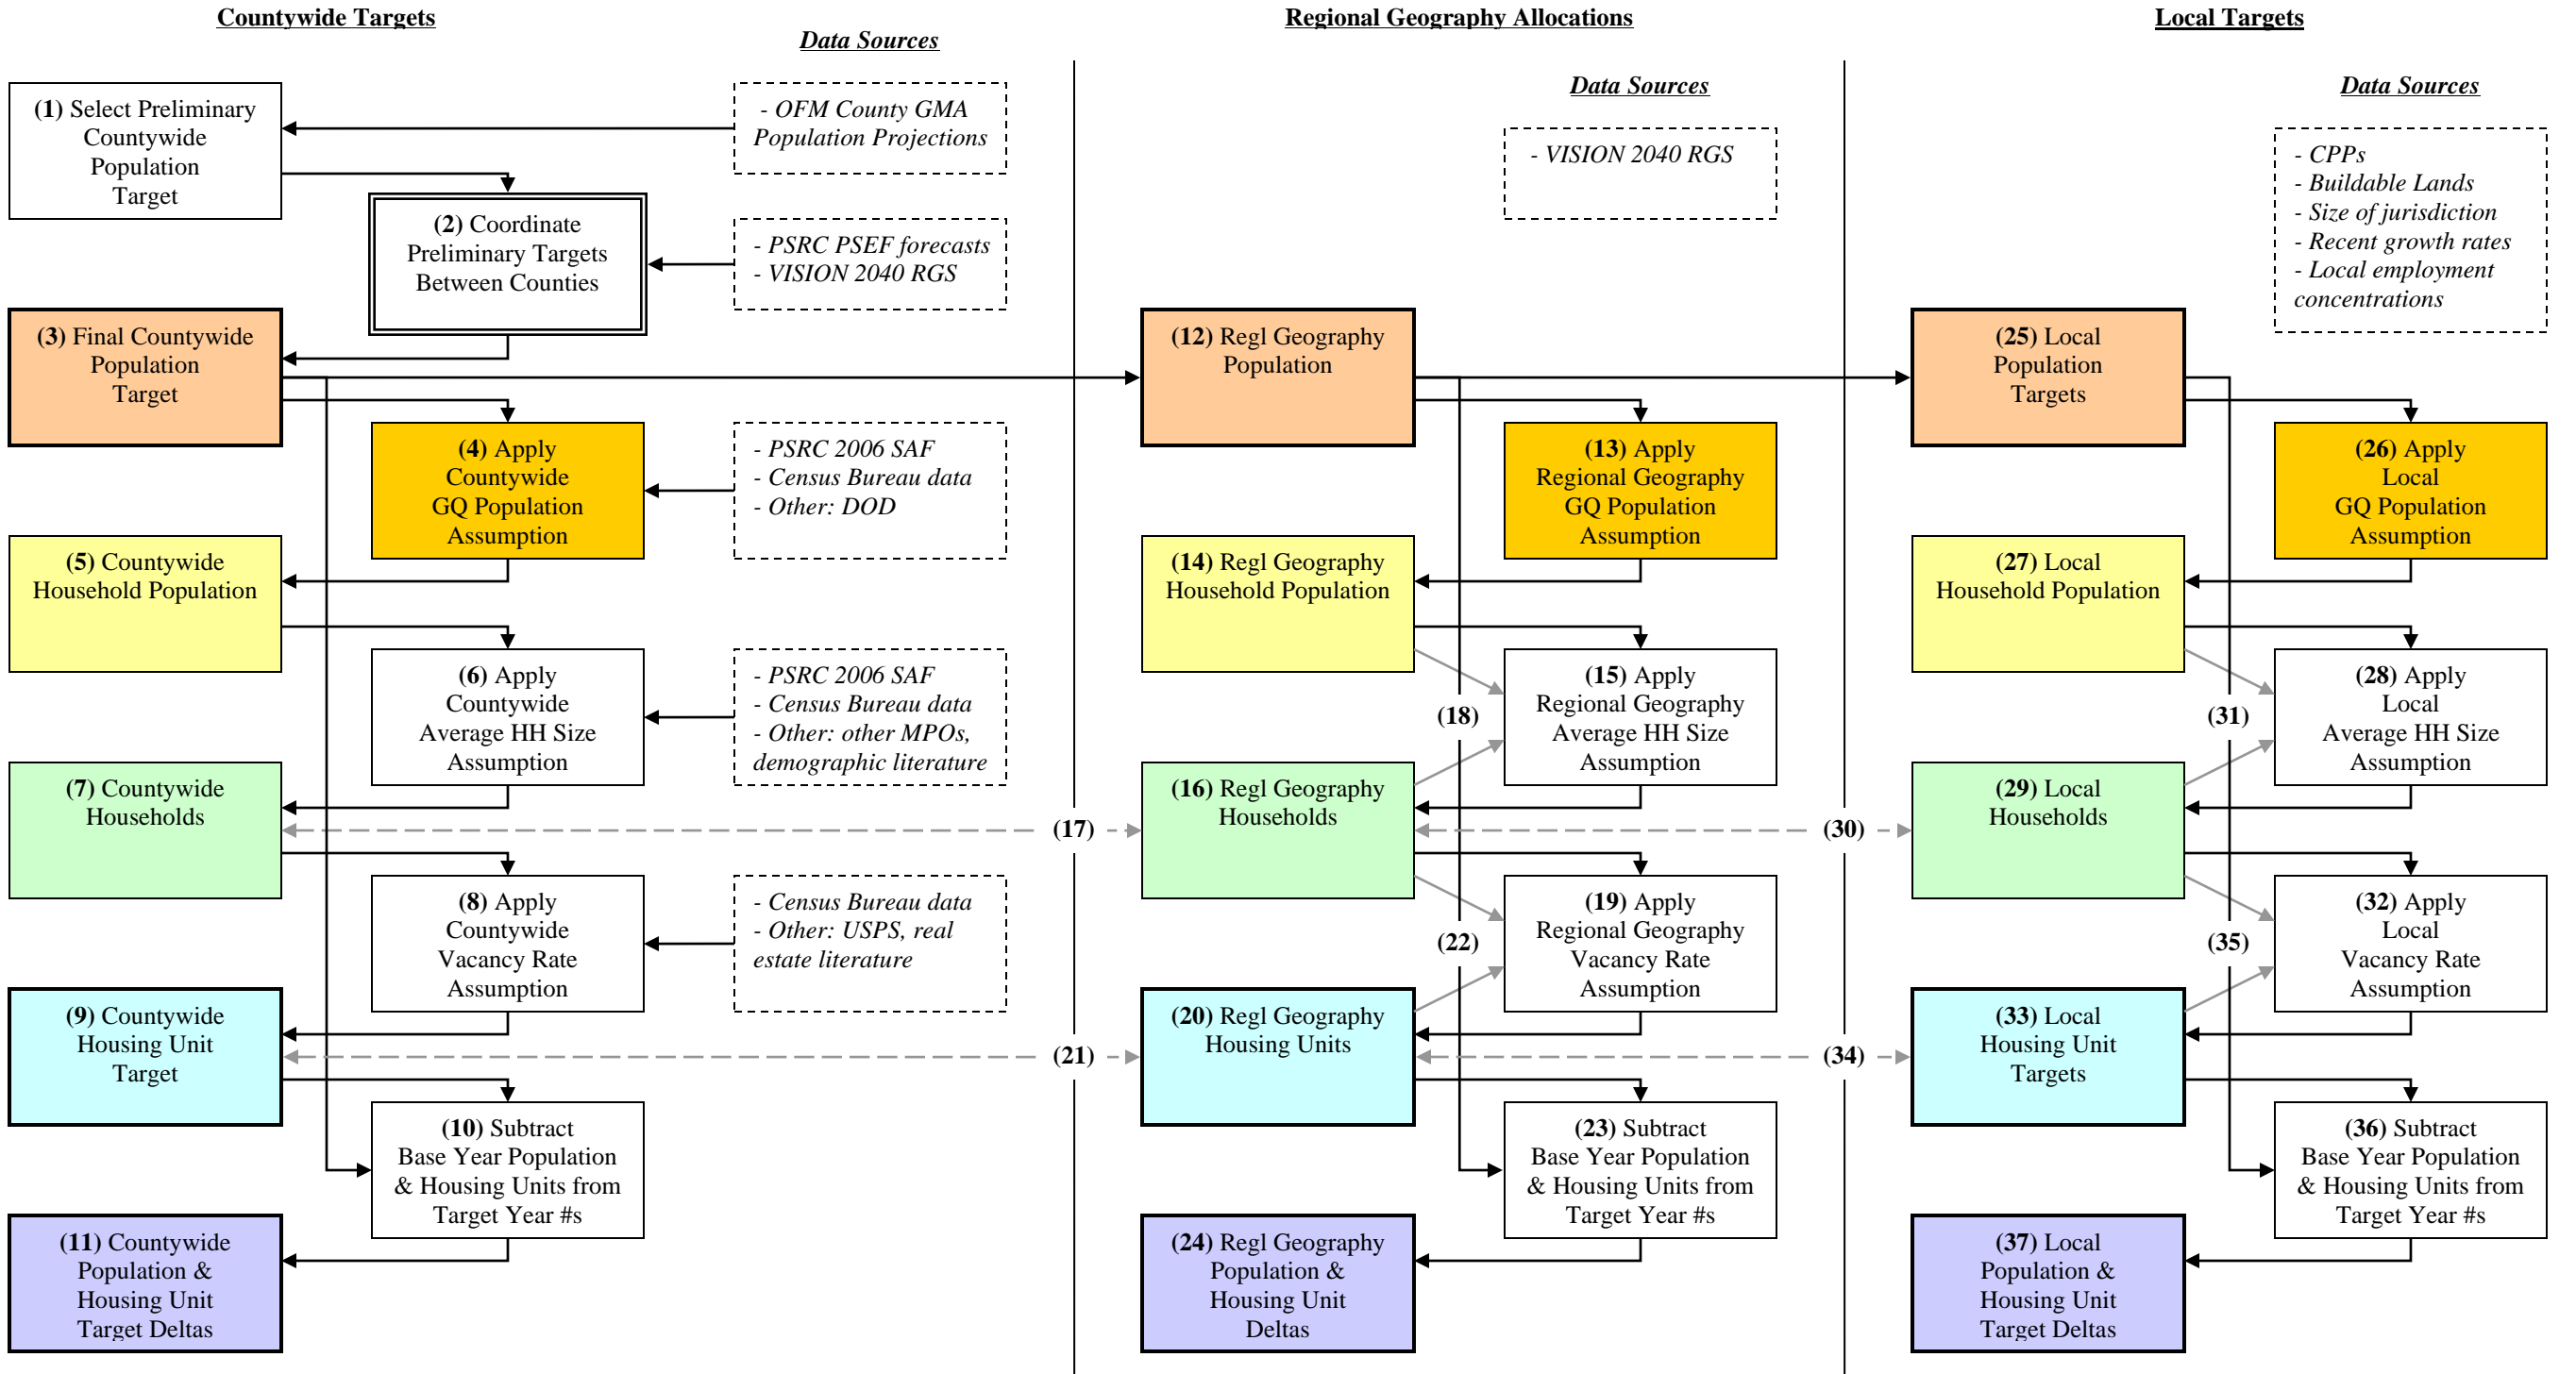 Countywide Targets
Data Sources
(1) Select Preliminary
Countywide
Population
Target
- OFM County GMA
Population Projections
(2) Coordinate
Preliminary Targets
Between Counties
- PSRC PSEF forecasts
- VISION 2040 RGS
(3) Final Countywide
Population
Target
(4) Apply
Countywide
GQ Population
Assumption
- PSRC 2006 SAF
- Census Bureau data
- Other: DOD
(5) Countywide
Household Population
(6) Apply
Countywide
Average HH Size
Assumption
- PSRC 2006 SAF
- Census Bureau data
- Other: other MPOs,
demographic literature
(7) Countywide
Households
(17)
(8) Apply
Countywide
Vacancy Rate
Assumption
- Census Bureau data
- Other: USPS, real
estate literature
(9) Countywide
Housing Unit
Target
(21)
(10) Subtract
Base Year Population
& Housing Units from
Target Year #s
(11) Countywide
Population &
Housing Unit
Target Deltas
Regional Geography Allocations
Data Sources
- VISION 2040 RGS
(12) Regl Geography
Population
(13) Apply
Regional Geography
GQ Population
Assumption
(14) Regl Geography
Household Population
(18)
(15) Apply
Regional Geography
Average HH Size
Assumption
(16) Regl Geography
Households
(30)
(22)
(19) Apply
Regional Geography
Vacancy Rate
Assumption
(20) Regl Geography
Housing Units
(34)
(23) Subtract
Base Year Population
& Housing Units from
Target Year #s
(24) Regl Geography
Population &
Housing Unit
Deltas
Local Targets
Data Sources
- CPPs
- Buildable Lands
- Size of jurisdiction
- Recent growth rates
- Local employment
concentrations
(25) Local
Population
Targets
(26) Apply
Local
GQ Population
Assumption
(27) Local
Household Population
(31)
(28) Apply
Local
Average HH Size
Assumption
(29) Local
Households
(35)
(32) Apply
Local
Vacancy Rate
Assumption
(33) Local
Housing Unit
Targets
(36) Subtract
Base Year Population
& Housing Units from
Target Year #s
(37) Local
Population &
Housing Unit
Target Deltas